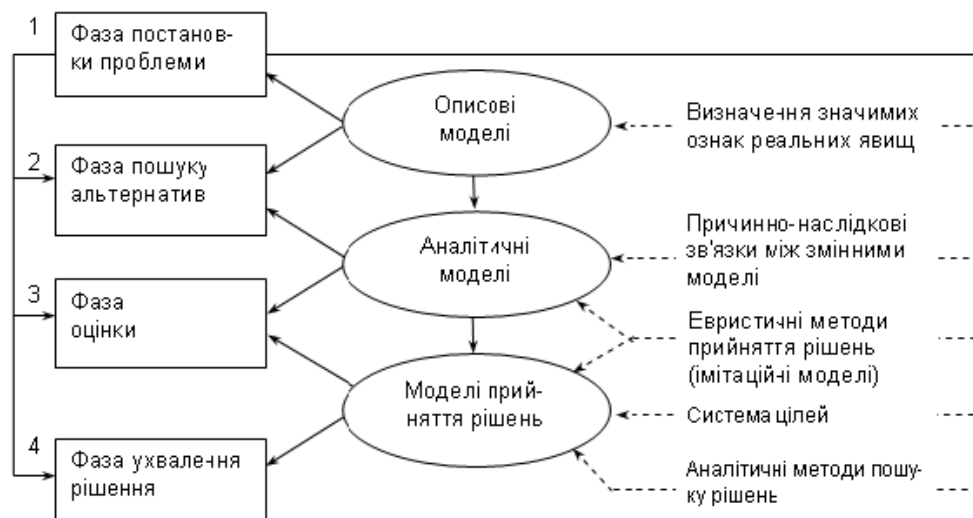 1
Фаза постанов-
ки проблеми
2
Фаза пошуку
альтернатив
3
Фаза
оцінки
4
Фаза ухвалення
рішення
Описові
моделі
Аналітичні
моделі
Моделі прий-
няття рішень
Визначення значимих
ознак реальних явищ
Причинно-наслідкові
зв'язки між змінними
моделі
Евристичні методи
прийняття рішень
(імітаційні моделі)
Система цілей
Аналітичні методи пошу-
ку рішень